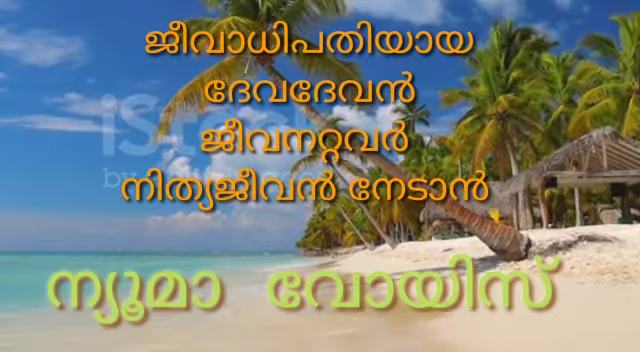 ജീവാധിപതിയായ
ദേവദേവൻ
ജീവനറ്റവർ
നിത്യജീവൻ നേടാൻ
ന്യൂമാ വോയിസ്